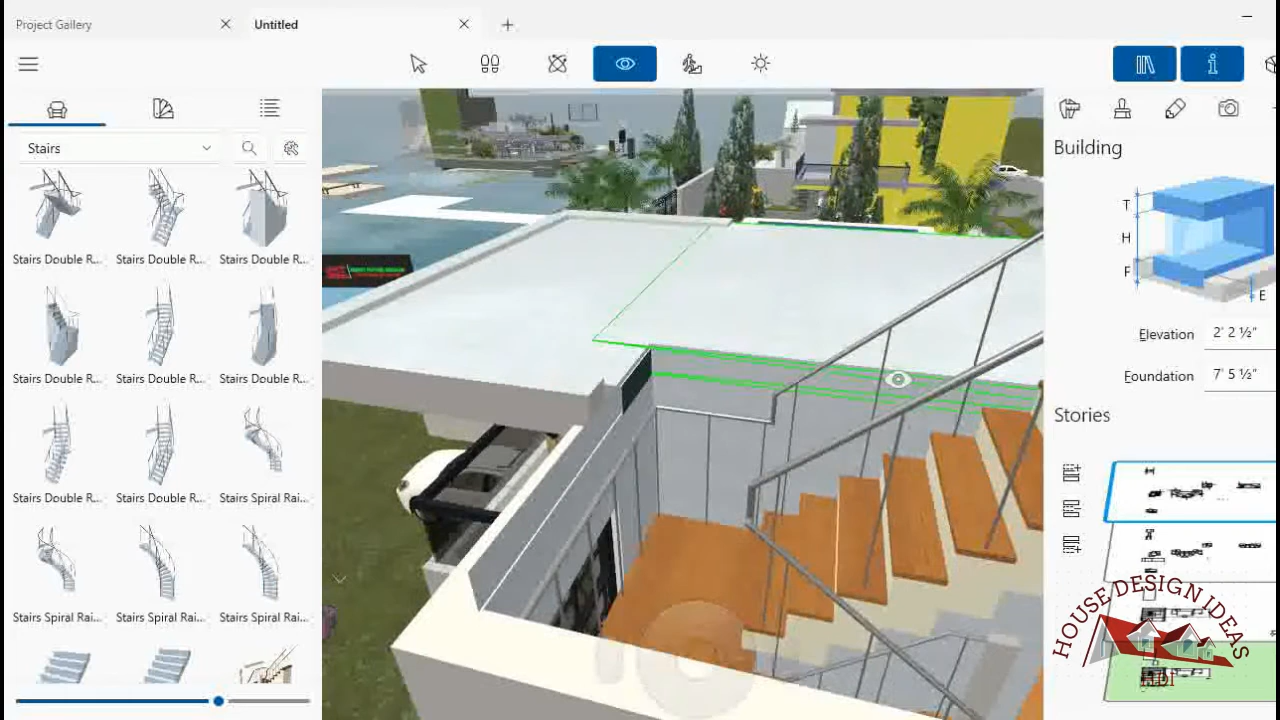 Project Gallery
Untitled
Stairs
Stairs Double R...
Stairs Double R...
Stairs Double R...
Stairs Double R...
Stairs Double R...
Stairs Double R...
Stairs Double R...
Stairs Double R...
Stairs Spiral Rai...
Stairs Spiral Rai...
Stairs Spiral Rai...
Stairs Spiral Rai...
Building
T
H
F
E
Elevation 2' 2 ½"
Foundation 7' 5 ½"
Stories
HOUSE DESIGN IDEAS
HDI